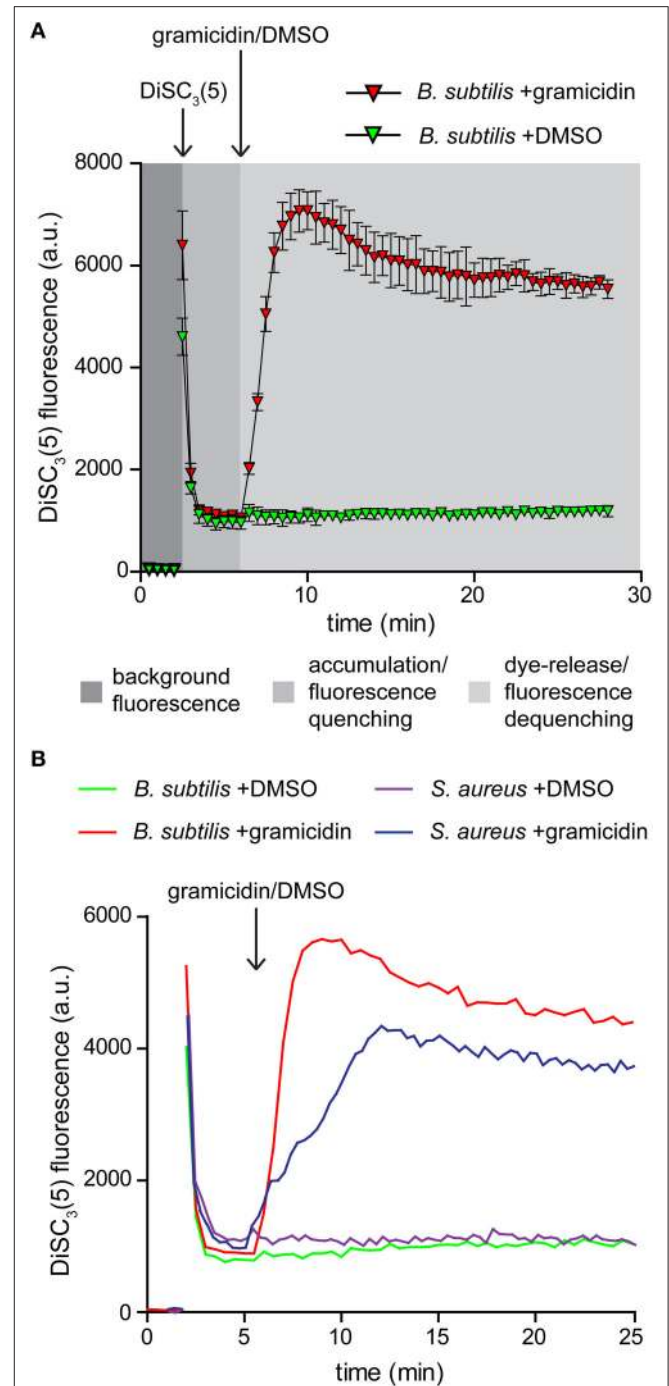 A
gramicidin/DMSO
DiSC3(5)
B. subtilis +gramicidin
B. subtilis +DMSO
DiSC3(5) fluorescence (a.u.)
8000
6000
4000
2000
0
0 10 20 30
time (min)
background
fluorescence
accumulation/
fluorescence
quenching
dye-release/
fluorescence
dequenching
B
B. subtilis +DMSO
S. aureus +DMSO
B. subtilis +gramicidin
S. aureus +gramicidin
gramicidin/DMSO
DiSC3(5) fluorescence (a.u.)
6000
4000
2000
0
0 5 10 15 20 25
time (min)